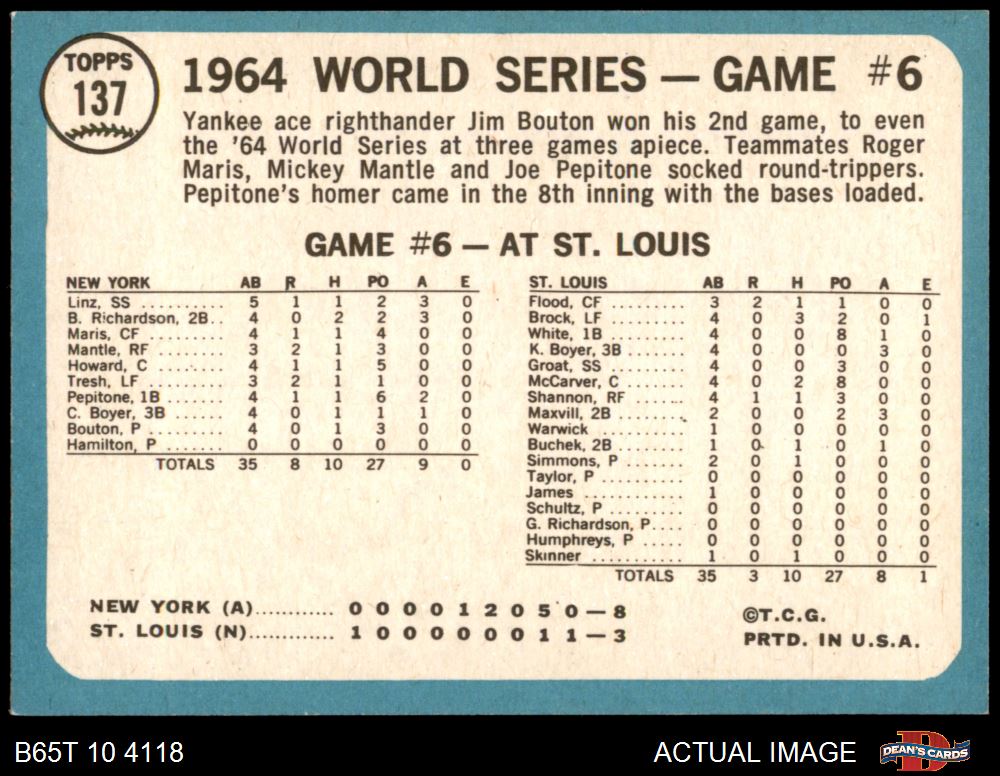 TOPPS
137
1964 WORLD SERIES — GAME #6
Yankee ace righthander Jim Bouton won his 2nd game, to even
the '64 World Series at three games apiece. Teammates Roger
Maris, Mickey Mantle and Joe Pepitone socked round-trippers.
Pepitone's homer came in the 8th inning with the bases loaded.
GAME #6 — AT ST. LOUIS
NEW YORK AB R H PO A E
Linz, SS .......... 5 1 1 2 3 0
B. Richardson, 2B.. 4 0 2 2 3 0
Maris, CF ......... 4 1 1 4 0 0
Mantle, RF ........ 3 2 1 3 0 0
Howard, C ......... 4 1 1 5 0 0
Tresh, LF ......... 3 2 1 1 0 0
Pepitone, 1B ...... 4 1 1 6 2 0
C. Boyer, 3B ...... 4 0 1 1 1 0
Bouton, P ......... 4 0 1 3 0 0
Hamilton, P ....... 0 0 0 0 0 0
TOTALS 35 8 10 27 9 0
ST. LOUIS AB R H PO A E
Flood, CF ......... 3 2 1 1 0 0
Brock, LF ......... 4 0 3 2 0 1
White, 1B ......... 4 0 0 8 1 0
K. Boyer, 3B ...... 4 0 0 0 3 0
Groat, SS ......... 4 0 0 3 0 0
McCarver, C ....... 4 0 2 8 0 0
Shannon, RF ....... 4 1 1 3 0 0
Maxvill, 2B ....... 2 0 0 2 3 0
Warwick ........... 1 0 0 0 0 0
Buchek, 2B ........ 1 0 1 0 1 0
Simmons, P ........ 2 0 1 0 0 0
Taylor, P ......... 0 0 0 0 0 0
James ............. 1 0 0 0 0 0
Schultz, P ........ 0 0 0 0 0 0
G. Richardson, P.... 0 0 0 0 0 0
Humphreys, P ...... 0 0 0 0 0 0
Skinner ........... 1 0 1 0 0 0
TOTALS 35 3 10 27 8 1
NEW YORK (A)........... 0 0 0 0 1 2 0 5 0 — 8
ST. LOUIS (N)............ 1 0 0 0 0 0 0 1 1 — 3
©T.C.G.
PRTD. IN U.S.A.
B65T 10 4118
ACTUAL IMAGE
D
DEAN'S CARDS